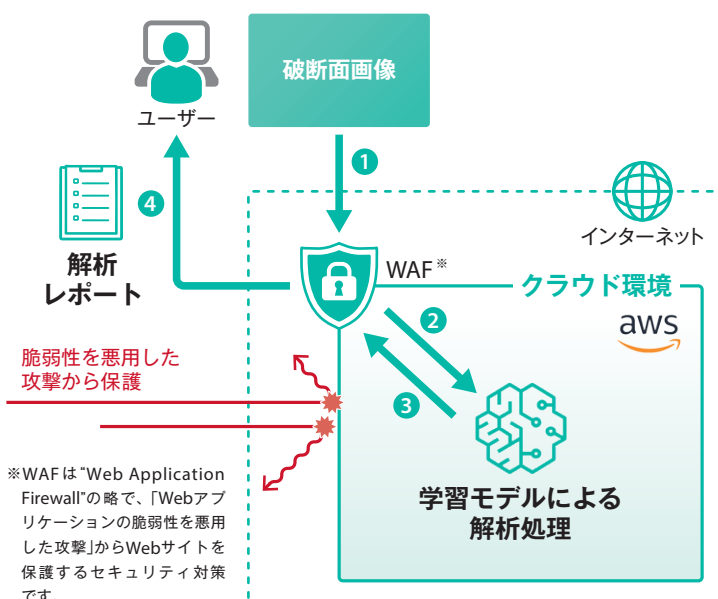 破断面画像
ユーザー
1
4
インターネット
解析
レポート
WAF※
クラウド環境
aws
2
3
脆弱性を悪用した
攻撃から保護
学習モデルによる
解析処理
※WAFは“Web Application
Firewall”の略で、「Webアプ
リケーションの脆弱性を悪用
した攻撃」からWebサイトを
保護するセキュリティ対策
です